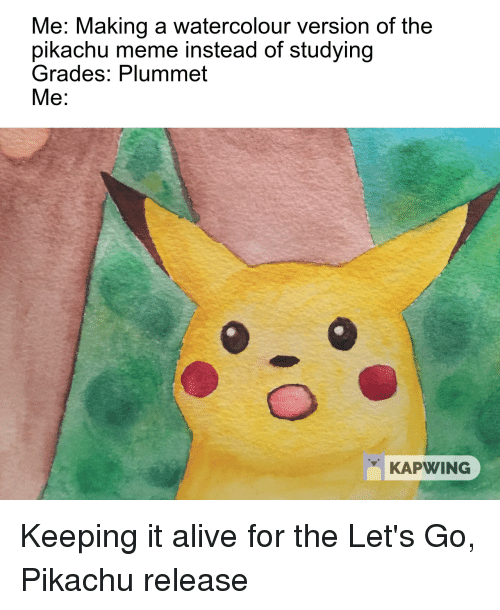 Me: Making a watercolour version of the
pikachu meme instead of studying
Grades: Plummet
Me:
KAPWING
Keeping it alive for the Let's Go,
Pikachu release